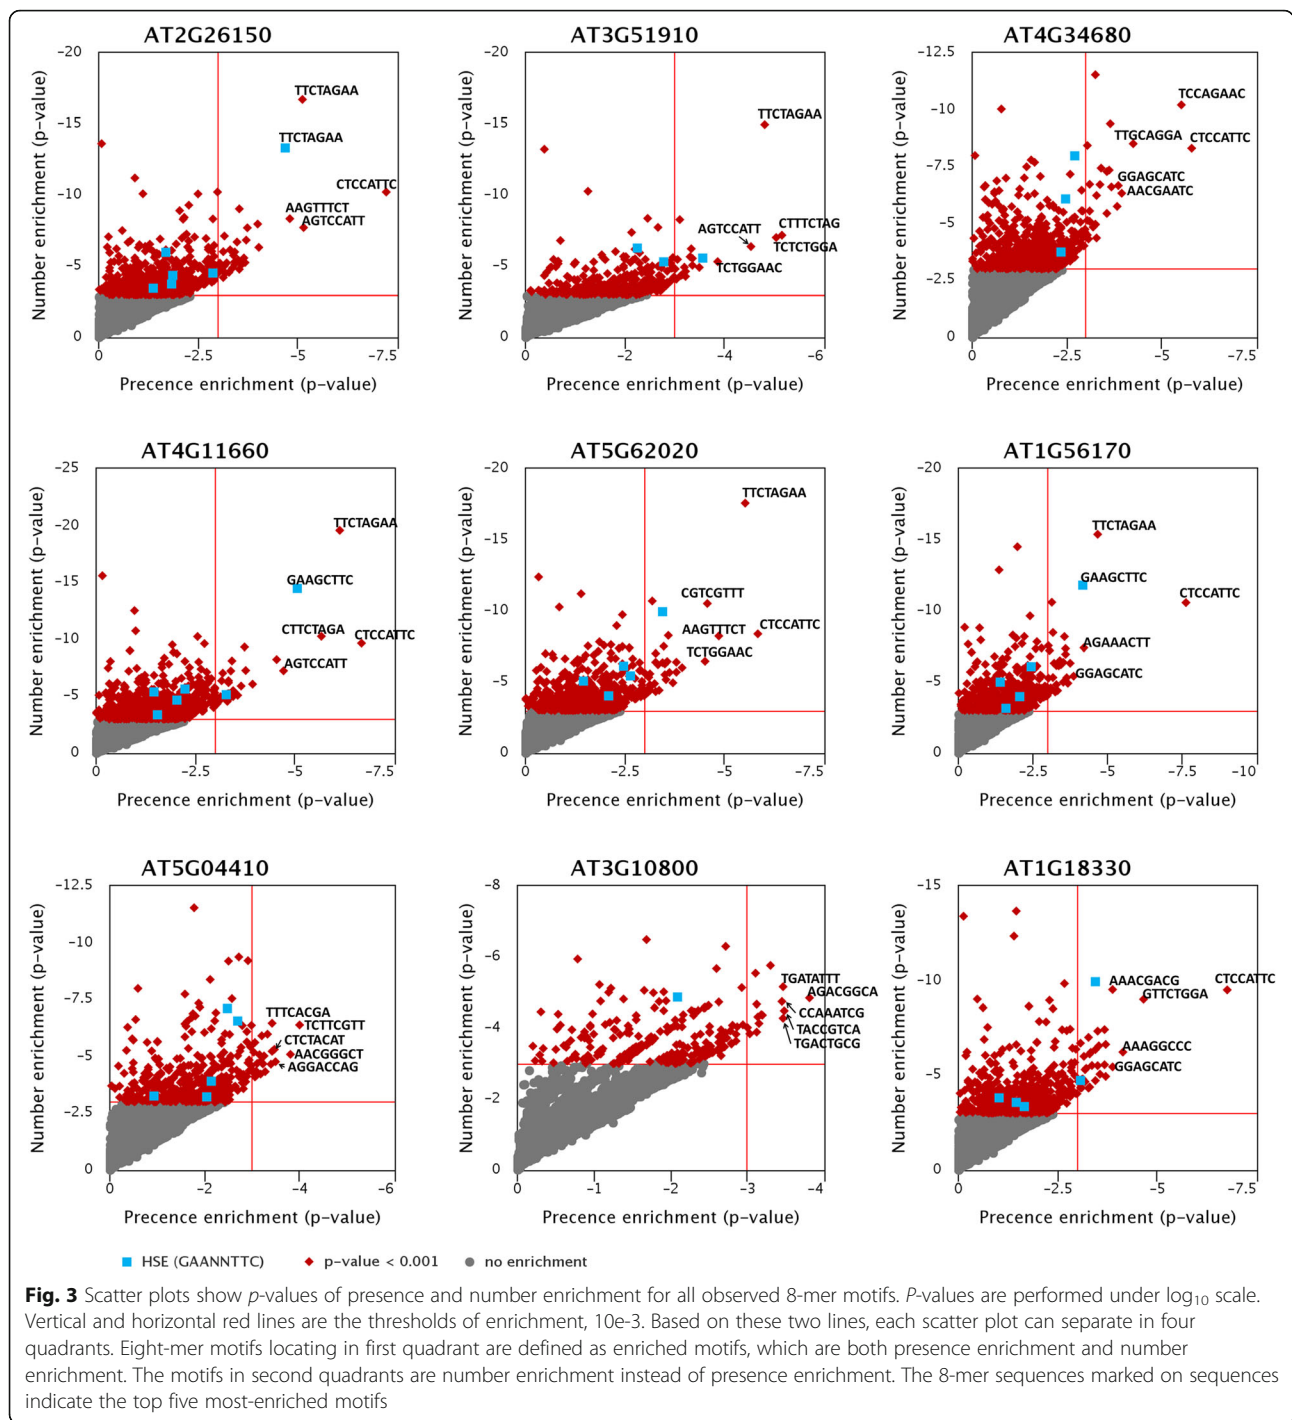 AT2G26150
Number enrichment (p-value)
-20
-15
-10
-5
0
TTCTAGAA
TTCTAGAA
CTCCATTC
AAGTTTCT
AGTCCATT
0
-2.5
-5
-7.5
Precence enrichment (p-value)
AT3G51910
Number enrichment (p-value)
-20
-15
-10
-5
0
TTCTAGAA
AGTCCATT
CTTTCTAG
TCTCTGGA
TCTGGAAC
0
-2
-4
-6
Precence enrichment (p-value)
AT4G34680
Number enrichment (p-value)
-12.5
-10
-7.5
-5
-2.5
0
TCCAGAAC
TTGCAGGA
CTCCATTC
GGAGCATC
AACGAATC
0
-2.5
-5
-7.5
Precence enrichment (p-value)
AT4G11660
Number enrichment (p-value)
-25
-20
-15
-10
-5
0
TTCTAGAA
GAAGCTTC
CTTCTAGA
CTCCATTC
AGTCCATT
0
-2.5
-5
-7.5
Precence enrichment (p-value)
AT5G62020
Number enrichment (p-value)
-20
-15
-10
-5
0
TTCTAGAA
CGTCGTTT
AAGTTTCT
CTCCATTC
TCTGGAAC
0
-2.5
-5
-7.5
Precence enrichment (p-value)
AT1G56170
Number enrichment (p-value)
-20
-15
-10
-5
0
TTCTAGAA
GAAGCTTC
CTCCATTC
AGAAACTT
GGAGCATC
0
-2.5
-5
-7.5
-10
Precence enrichment (p-value)
AT5G04410
Number enrichment (p-value)
-12.5
-10
-7.5
-5
-2.5
0
TTTCACGA
TCTTCGTT
CTCTACAT
AACGGGCT
AGGACCAG
0
-2
-4
-6
Precence enrichment (p-value)
AT3G10800
Number enrichment (p-value)
-8
-6
-4
-2
0
TGATATTT
AGACGGCA
CCAAATCG
TACCGTCA
TGACTGCG
0
-1
-2
-3
-4
Precence enrichment (p-value)
AT1G18330
Number enrichment (p-value)
-15
-10
-5
0
AAACGACG
CTCCATTC
GTTCTGGA
AAAGGCCC
GGAGCATC
0
-2.5
-5
-7.5
Precence enrichment (p-value)
HSE (GAANNTTC)
p-value < 0.001
no enrichment
Fig. 3 Scatter plots show p-values of presence and number enrichment for all observed 8-mer motifs. P-values are performed under log10 scale.
Vertical and horizontal red lines are the thresholds of enrichment, 10e-3. Based on these two lines, each scatter plot can separate in four
quadrants. Eight-mer motifs locating in first quadrant are defined as enriched motifs, which are both presence enrichment and number
enrichment. The motifs in second quadrants are number enrichment instead of presence enrichment. The 8-mer sequences marked on sequences
indicate the top five most-enriched motifs